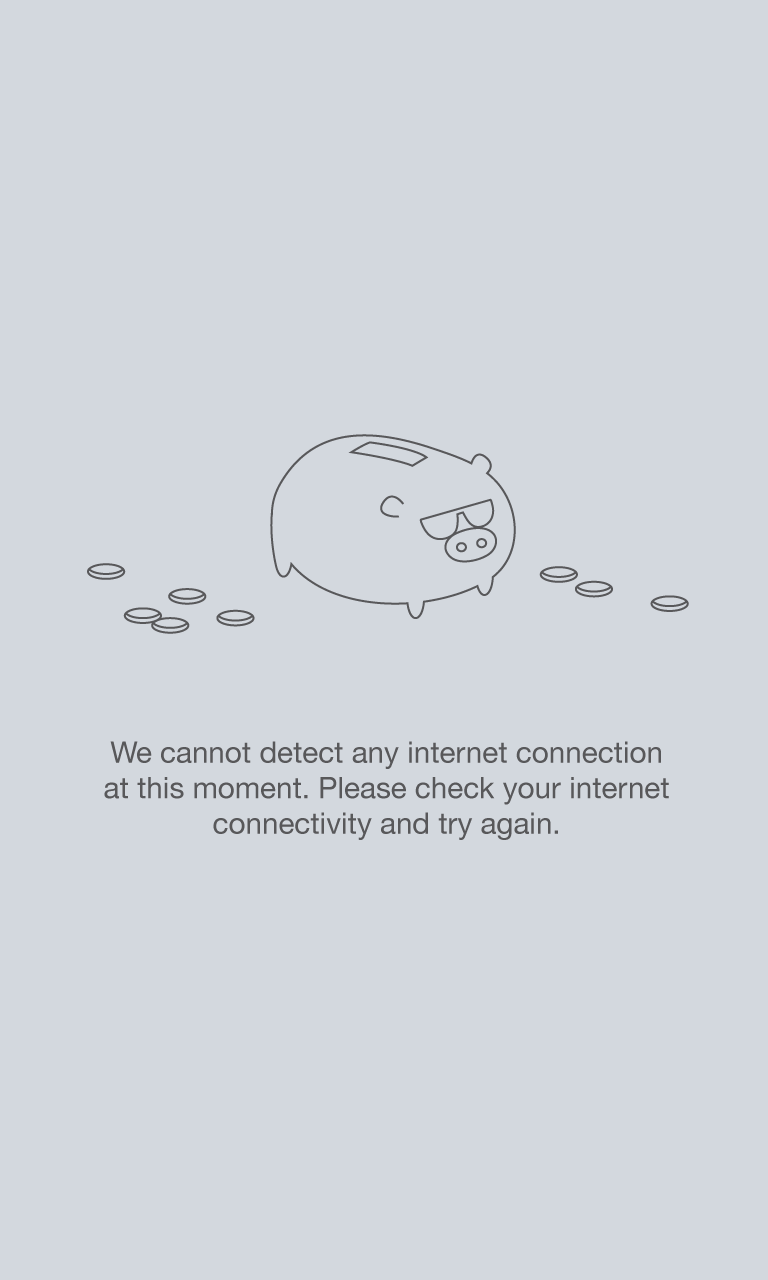 We cannot detect any internet connection
at this moment. Please check your internet
connectivity and try again.